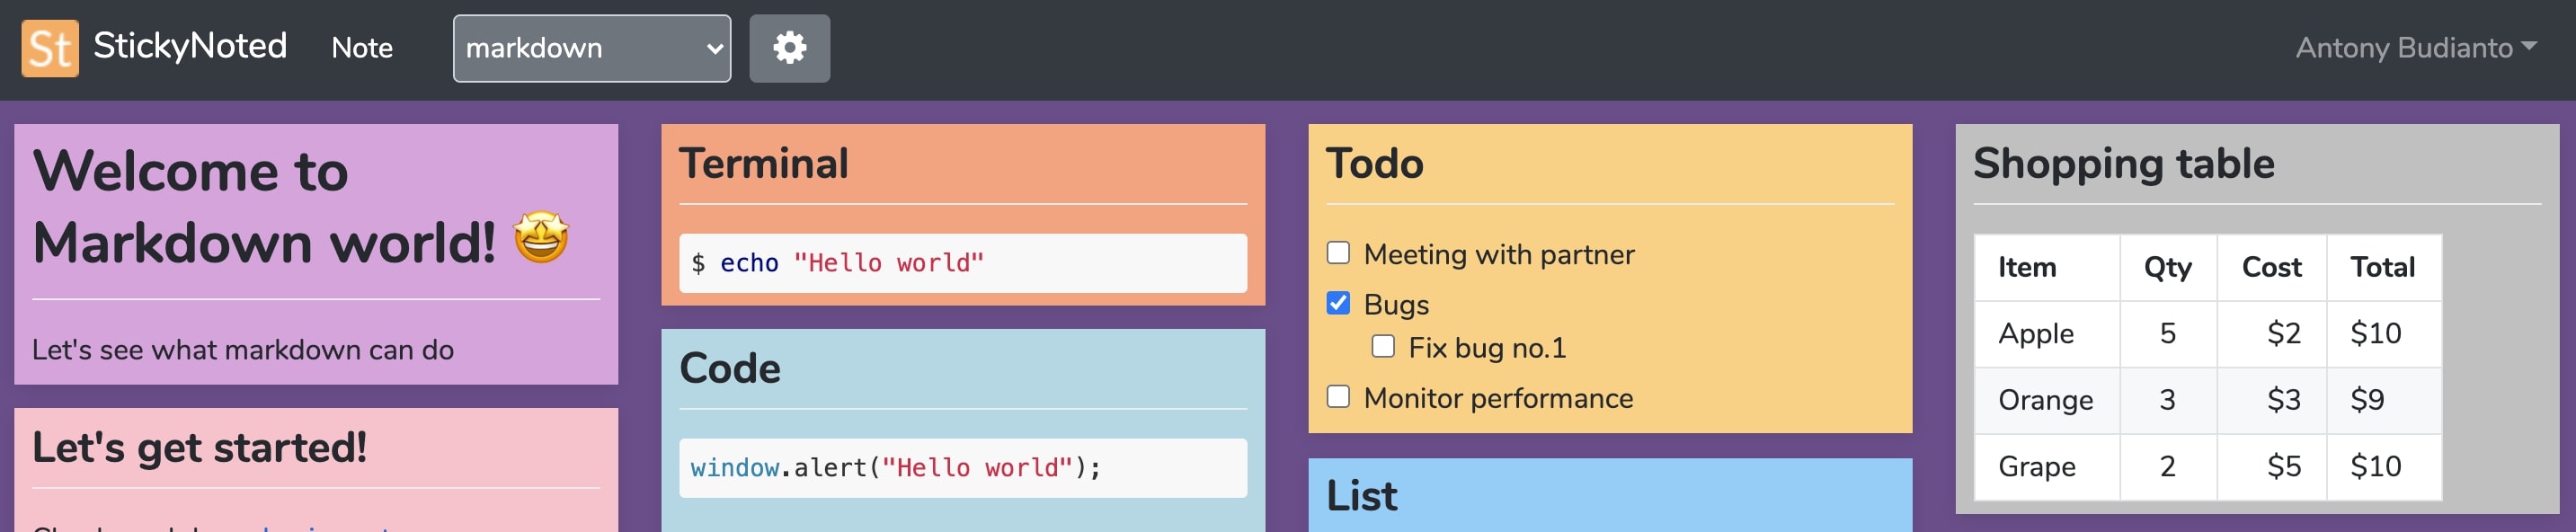 St StickyNoted Note markdown Antony Budianto
Welcome to
Markdown world! 🤩
Let's see what markdown can do
Let's get started!
Terminal
$ echo "Hello world"
Code
window.alert("Hello world");
Todo
Meeting with partner
Bugs
Fix bug no.1
Monitor performance
List
Shopping table
Item Qty Cost Total
Apple 5 $2 $10
Orange 3 $3 $9
Grape 2 $5 $10